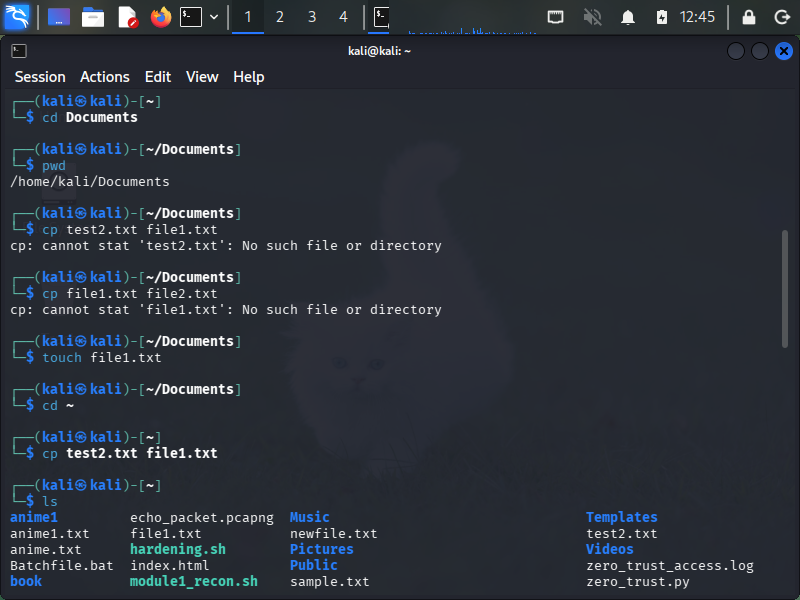 1 2 3 4 12:45
kali@kali: ~
Session Actions Edit View Help
┌──(kali㉿kali)-[~]
└─$ cd Documents
┌──(kali㉿kali)-[~/Documents]
└─$ pwd
/home/kali/Documents
┌──(kali㉿kali)-[~/Documents]
└─$ cp test2.txt file1.txt
cp: cannot stat 'test2.txt': No such file or directory
┌──(kali㉿kali)-[~/Documents]
└─$ cp file1.txt file2.txt
cp: cannot stat 'file1.txt': No such file or directory
┌──(kali㉿kali)-[~/Documents]
└─$ touch file1.txt
┌──(kali㉿kali)-[~/Documents]
└─$ cd ~
┌──(kali㉿kali)-[~]
└─$ cp test2.txt file1.txt
┌──(kali㉿kali)-[~]
└─$ ls
anime1 echo_packet.pcapng Music Templates
anime1.txt file1.txt newfile.txt test2.txt
anime.txt hardening.sh Pictures Videos
Batchfile.bat index.html Public zero_trust_access.log
book module1_recon.sh sample.txt zero_trust.py